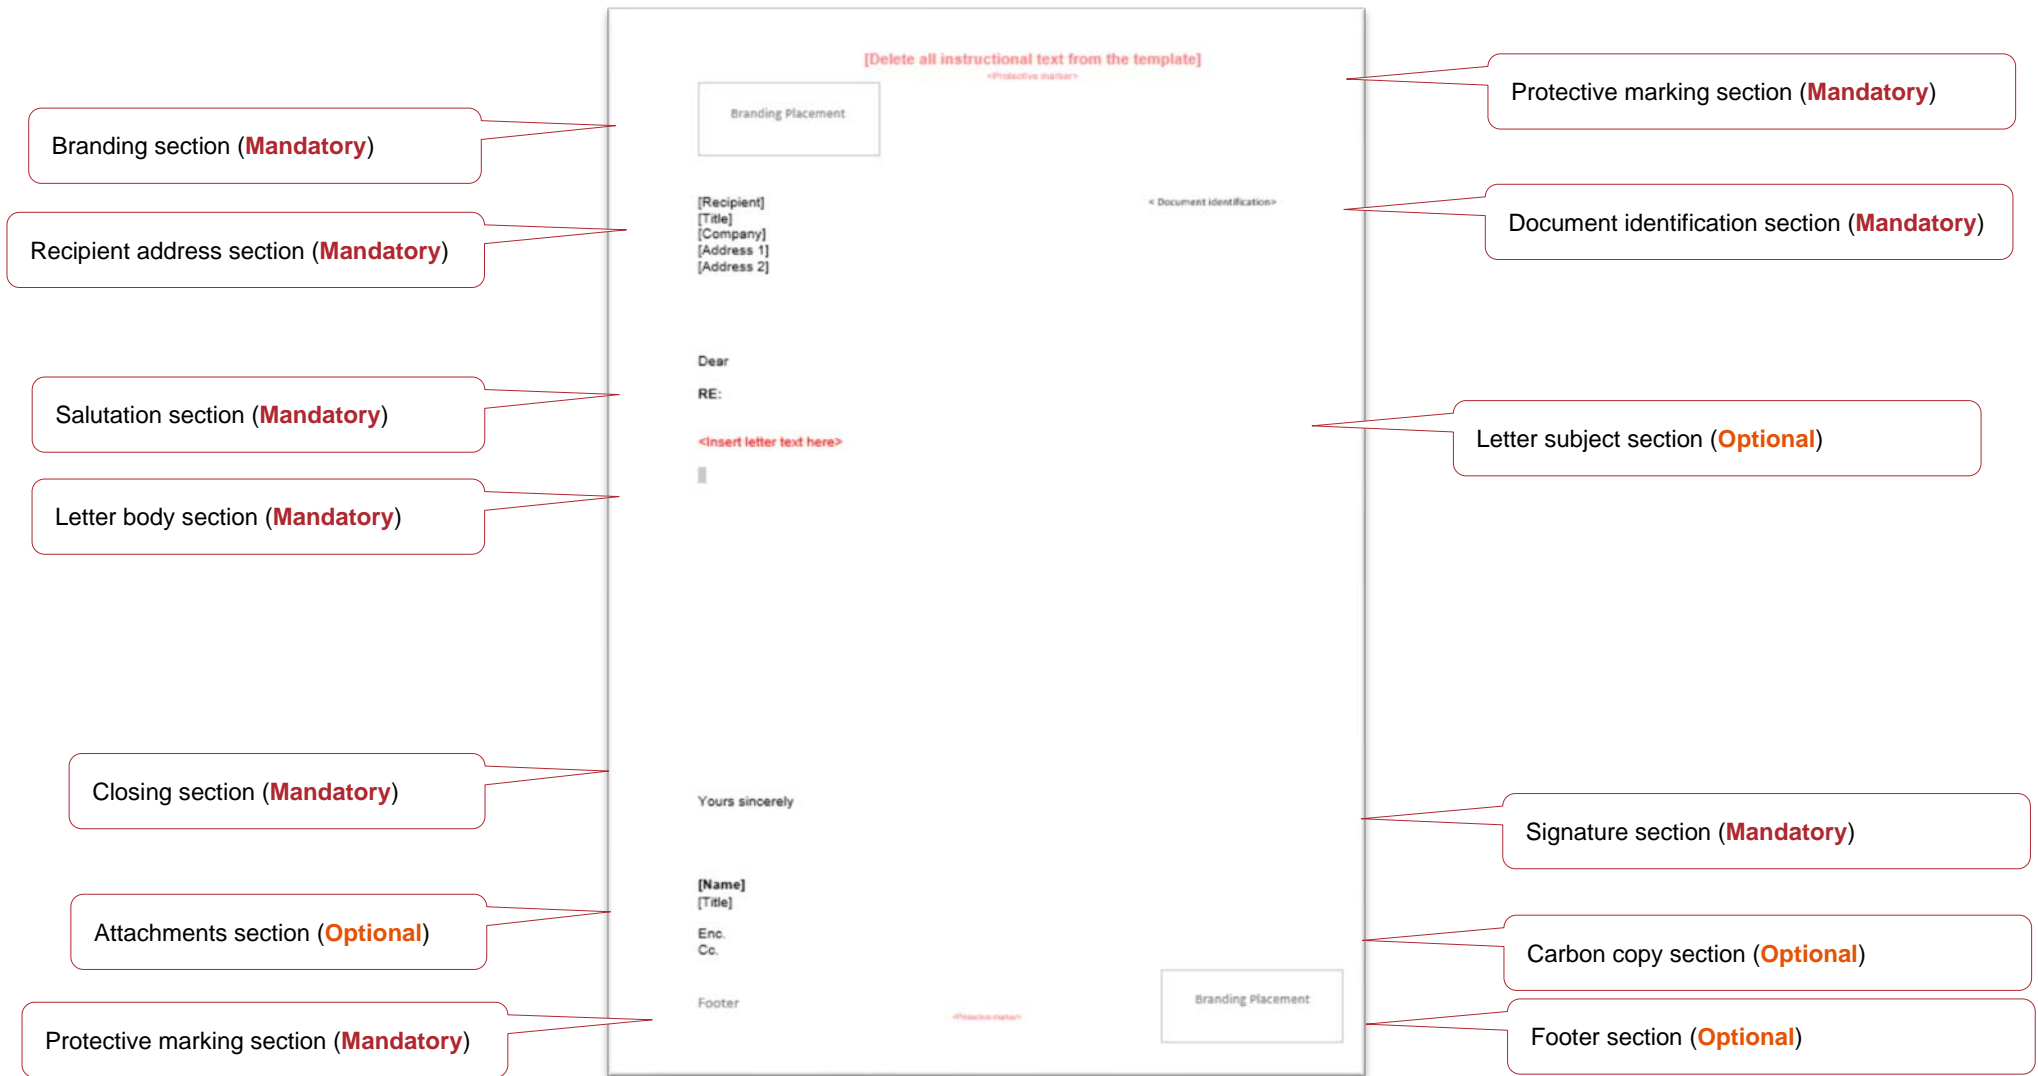 [Delete all instructional text from the template]
<Protective marker>
Protective marking section (Mandatory)
Branding Placement
Branding section (Mandatory)
[Recipient]
[Title]
[Company]
[Address 1]
[Address 2]
< Document identification>
Document identification section (Mandatory)
Recipient address section (Mandatory)
Dear
RE:
Salutation section (Mandatory)
<Insert letter text here>
Letter subject section (Optional)
Letter body section (Mandatory)
Closing section (Mandatory)
Yours sincerely
Signature section (Mandatory)
[Name]
[Title]
Attachments section (Optional)
Enc.
Cc.
Carbon copy section (Optional)
Footer
<Protective marker>
Branding Placement
Protective marking section (Mandatory)
Footer section (Optional)